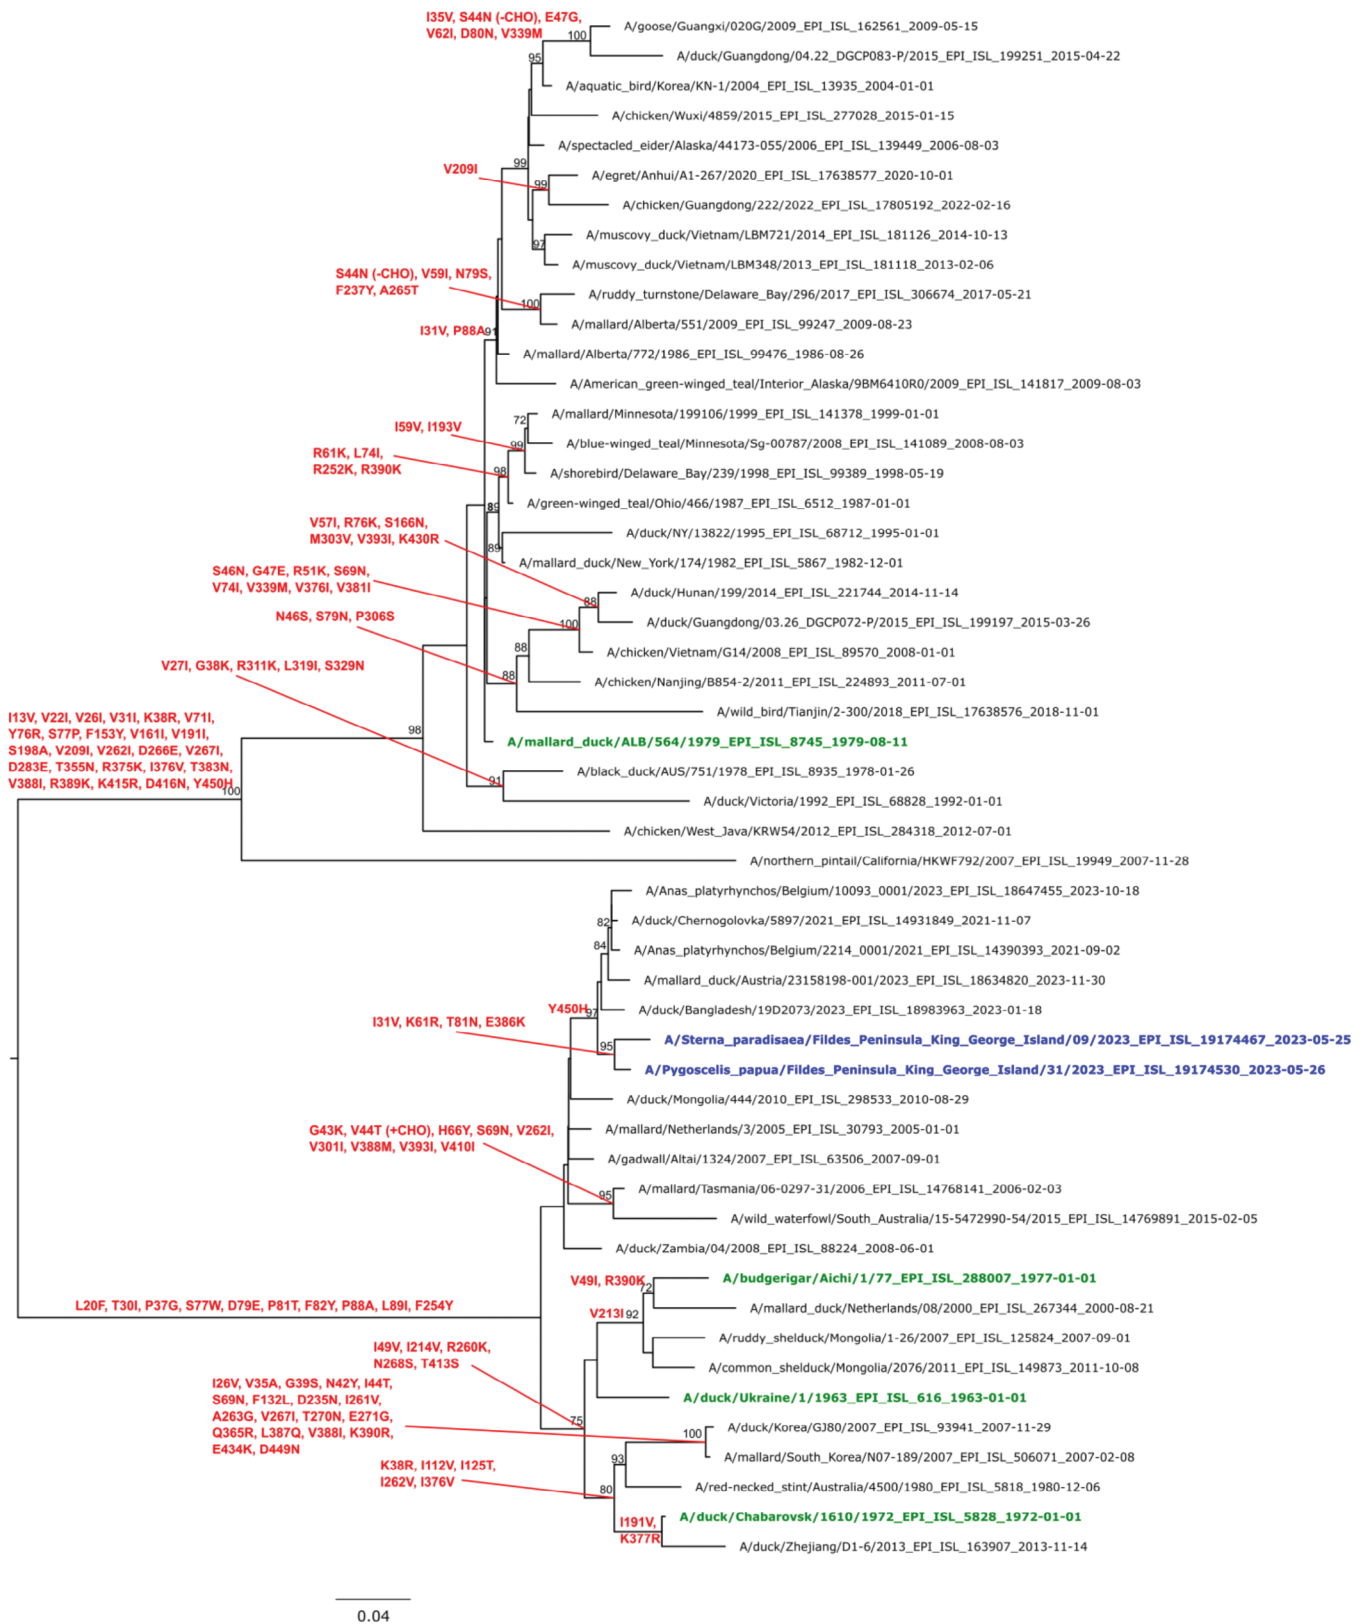 I35V, S44N (-CHO), E47G,
V62I, D80N, V339M
100
A/goose/Guangxi/020G/2009_EPI_ISL_162561_2009-05-15
A/duck/Guangdong/04.22_DGCP083-P/2015_EPI_ISL_199251_2015-04-22
95
A/aquatic_bird/Korea/KN-1/2004_EPI_ISL_13935_2004-01-01
A/chicken/Wuxi/4859/2015_EPI_ISL_277028_2015-01-15
A/spectacled_eider/Alaska/44173-055/2006_EPI_ISL_139449_2006-08-03
99
V209I
99
A/egret/Anhui/A1-267/2020_EPI_ISL_17638577_2020-10-01
A/chicken/Guangdong/222/2022_EPI_ISL_17805192_2022-02-16
A/muscovy_duck/Vietnam/LBM721/2014_EPI_ISL_181126_2014-10-13
97
A/muscovy_duck/Vietnam/LBM348/2013_EPI_ISL_181118_2013-02-06
S44N (-CHO), V59I, N79S,
F237Y, A265T
100
A/ruddy_turnstone/Delaware_Bay/296/2017_EPI_ISL_306674_2017-05-21
A/mallard/Alberta/551/2009_EPI_ISL_99247_2009-08-23
I31V, P88A
91
A/mallard/Alberta/772/1986_EPI_ISL_99476_1986-08-26
A/American_green-winged_teal/Interior_Alaska/9BM6410R0/2009_EPI_ISL_141817_2009-08-03
72
A/mallard/Minnesota/199106/1999_EPI_ISL_141378_1999-01-01
I59V, I193V
99
A/blue-winged_teal/Minnesota/Sg-00787/2008_EPI_ISL_141089_2008-08-03
R61K, L74I,
R252K, R390K
98
A/shorebird/Delaware_Bay/239/1998_EPI_ISL_99389_1998-05-19
A/green-winged_teal/Ohio/466/1987_EPI_ISL_6512_1987-01-01
89
V57I, R76K, S166N,
M303V, V393I, K430R
A/duck/NY/13822/1995_EPI_ISL_68712_1995-01-01
89
A/mallard_duck/New_York/174/1982_EPI_ISL_5867_1982-12-01
S46N, G47E, R51K, S69N,
V74I, V339M, V376I, V381I
88
A/duck/Hunan/199/2014_EPI_ISL_221744_2014-11-14
N46S, S79N, P306S
100
A/duck/Guangdong/03.26_DGCP072-P/2015_EPI_ISL_199197_2015-03-26
88
A/chicken/Vietnam/G14/2008_EPI_ISL_89570_2008-01-01
V27I, G38K, R311K, L319I, S329N
88
A/chicken/Nanjing/B854-2/2011_EPI_ISL_224893_2011-07-01
A/wild_bird/Tianjin/2-300/2018_EPI_ISL_17638576_2018-11-01
98
A/mallard_duck/ALB/564/1979_EPI_ISL_8745_1979-08-11
I13V, V22I, V26I, V31I, K38R, V71I,
Y76R, S77P, F153Y, V161I, V191I,
S198A, V209I, V262I, D266E, V267I,
D283E, T355N, R375K, I376V, T383N,
V388I, R389K, K415R, D416N, Y450H
100
91
A/black_duck/AUS/751/1978_EPI_ISL_8935_1978-01-26
A/duck/Victoria/1992_EPI_ISL_68828_1992-01-01
A/chicken/West_Java/KRW54/2012_EPI_ISL_284318_2012-07-01
A/northern_pintail/California/HKWF792/2007_EPI_ISL_19949_2007-11-28
A/Anas_platyrhynchos/Belgium/10093_0001/2023_EPI_ISL_18647455_2023-10-18
82
A/duck/Chernogolovka/5897/2021_EPI_ISL_14931849_2021-11-07
84
A/Anas_platyrhynchos/Belgium/2214_0001/2021_EPI_ISL_14390393_2021-09-02
A/mallard_duck/Austria/23158198-001/2023_EPI_ISL_18634820_2023-11-30
Y450H
97
A/duck/Bangladesh/19D2073/2023_EPI_ISL_18983963_2023-01-18
I31V, K61R, T81N, E386K
95
A/Sterna_paradisaea/Fildes_Peninsula_King_George_Island/09/2023_EPI_ISL_19174467_2023-05-25
A/Pygoscelis_papua/Fildes_Peninsula_King_George_Island/31/2023_EPI_ISL_19174530_2023-05-26
A/duck/Mongolia/444/2010_EPI_ISL_298533_2010-08-29
G43K, V44T (+CHO), H66Y, S69N, V262I,
V301I, V388M, V393I, V410I
A/mallard/Netherlands/3/2005_EPI_ISL_30793_2005-01-01
A/gadwall/Altai/1324/2007_EPI_ISL_63506_2007-09-01
95
A/mallard/Tasmania/06-0297-31/2006_EPI_ISL_14768141_2006-02-03
A/wild_waterfowl/South_Australia/15-5472990-54/2015_EPI_ISL_14769891_2015-02-05
A/duck/Zambia/04/2008_EPI_ISL_88224_2008-06-01
V49I, R390K
72
A/budgerigar/Aichi/1/77_EPI_ISL_288007_1977-01-01
L20F, T30I, P37G, S77W, D79E, P81T, F82Y, P88A, L89I, F254Y
V213I
92
A/mallard_duck/Netherlands/08/2000_EPI_ISL_267344_2000-08-21
A/ruddy_shelduck/Mongolia/1-26/2007_EPI_ISL_125824_2007-09-01
I49V, I214V, R260K,
N268S, T413S
A/common_shelduck/Mongolia/2076/2011_EPI_ISL_149873_2011-10-08
I26V, V35A, G39S, N42Y, I44T,
S69N, F132L, D235N, I261V,
A263G, V267I, T270N, E271G,
Q365R, L387Q, V388I, K390R,
E434K, D449N
A/duck/Ukraine/1/1963_EPI_ISL_616_1963-01-01
75
100
A/duck/Korea/GJ80/2007_EPI_ISL_93941_2007-11-29
A/mallard/South_Korea/N07-189/2007_EPI_ISL_506071_2007-02-08
K38R, I112V, I125T,
I262V, I376V
93
80
A/red-necked_stint/Australia/4500/1980_EPI_ISL_5818_1980-12-06
I191V,
K377R
A/duck/Chabarovsk/1610/1972_EPI_ISL_5828_1972-01-01
A/duck/Zhejiang/D1-6/2013_EPI_ISL_163907_2013-11-14
0.04